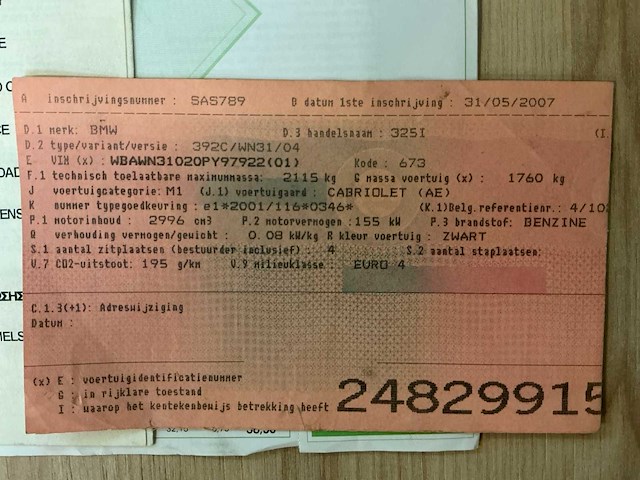 A inschrijvingsnummer : SAS789 B datum 1ste inschrijving : 31/05/2007
D.1 merk: BMW D.3 handelsnaam : 325I (I.
D.2 type/variant/versie : 392C/WN31/04
E VIN (x) : WBAWN31020PY97922(01) Kode : 673
F.1 technisch toelaatbare maximummassa: 2115 kg G massa voertuig (x) : 1760 kg
J voertuigcategorie: M1 (J.1) voertuigaard : CABRIOLET (AE)
K nummer typegoedkeuring : e1*2001/116*0346* (K.1)Belg.referentienr.: 4/10
P.1 motorinhoud : 2996 cm3 P.2 motorvermogen :155 kW P.3 brandstof: BENZINE
Q verhouding vermogen/gewicht : 0.08 kW/kg R kleur voertuig : ZWART
S.1 aantal zitplaatsen (bestuurder inclusief) : 4 S.2 aantal staplaatsen:
V.7 CO2-uitstoot: 195 g/km V.9 milieuklasse : EURO 4
C.1.3(+1): Adreswijziging
Datum :
(x) E : voertuigidentificatienummer
G : in rijklare toestand
I : waarop het kentekenbewijs betrekking heeft
24829915